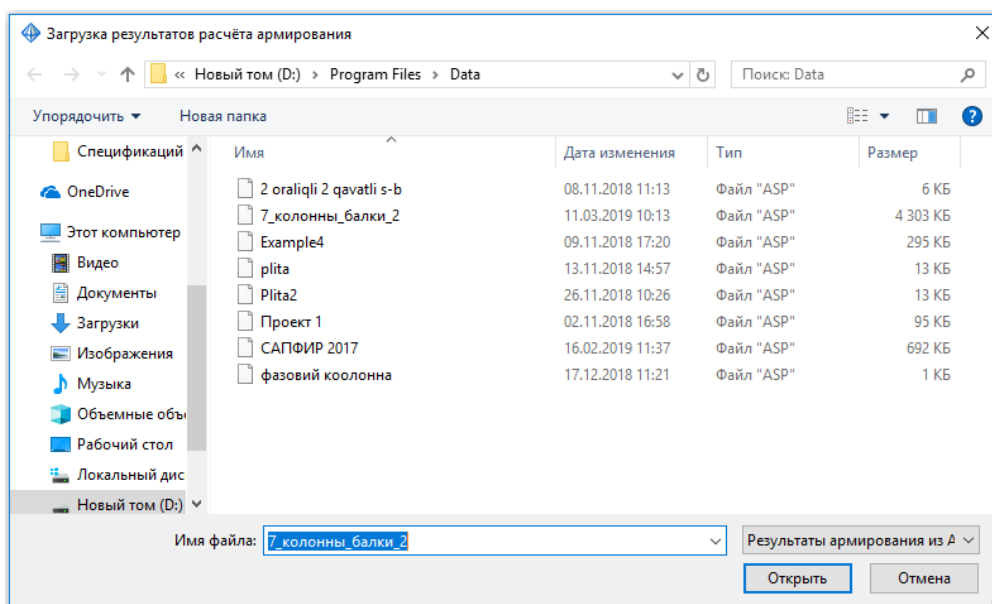 Загрузка результатов расчёта армирования
« Новый том (D:) > Program Files > Data
Поиск: Data
Упорядочить
Новая папка
Имя Дата изменения Тип Размер
Спецификаций
OneDrive
Этот компьютер
Видео
Документы
Загрузки
Изображения
Музыка
Объемные объ
Рабочий стол
Локальный дис
Новый том (D:)
2 oraliqli 2 qavatli s-b 08.11.2018 11:13 Файл "ASP" 6 КБ
7_колонны_балки_2 11.03.2019 10:13 Файл "ASP" 4 303 КБ
Example4 09.11.2018 17:20 Файл "ASP" 295 КБ
plita 13.11.2018 14:57 Файл "ASP" 13 КБ
Plita2 26.11.2018 10:26 Файл "ASP" 13 КБ
Проект 1 02.11.2018 16:58 Файл "ASP" 95 КБ
САПФИР 2017 16.02.2019 11:37 Файл "ASP" 692 КБ
фазовий коолонна 17.12.2018 11:21 Файл "ASP" 1 КБ
Имя файла: 7_колонны_балки_2
Результаты армирования из А
Открыть Отмена